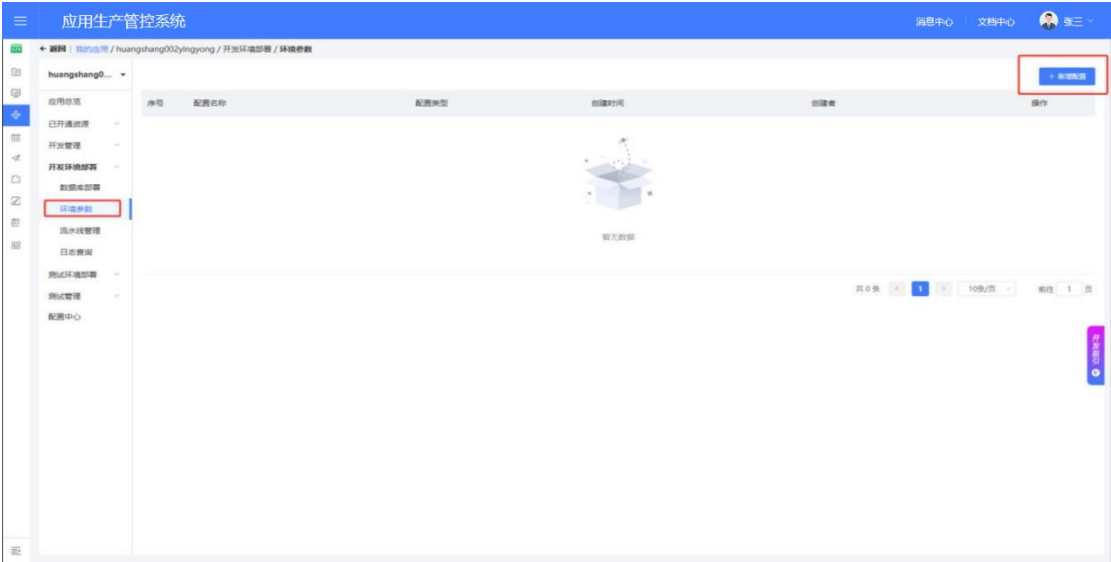 应用生产管控系统
消息中心
文档中心
张三
返回 | 我的应用 / huangshang002yingyong / 开发环境部署 / 环境参数
huangshang0...
+ 新增配置
应用总览
序号 配置名称 配置类型 创建时间 创建者 操作
已开通资源
开发管理
开发环境部署
数据库部署
环境参数
流水线管理
日志查询
测试环境部署
测试管理
配置中心
暂无数据
共 0 条 < 1 > 10条/页 前往 1 页
开发指引